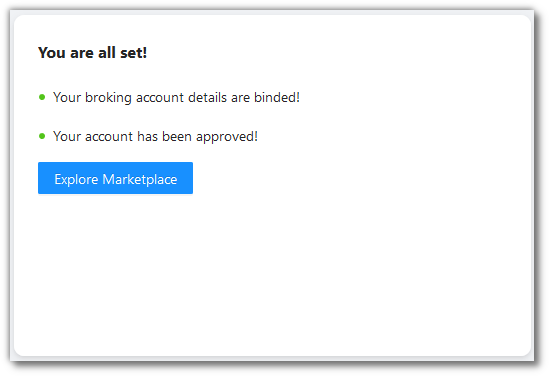 You are all set!
Your broking account details are binded!
Your account has been approved!
Explore Marketplace